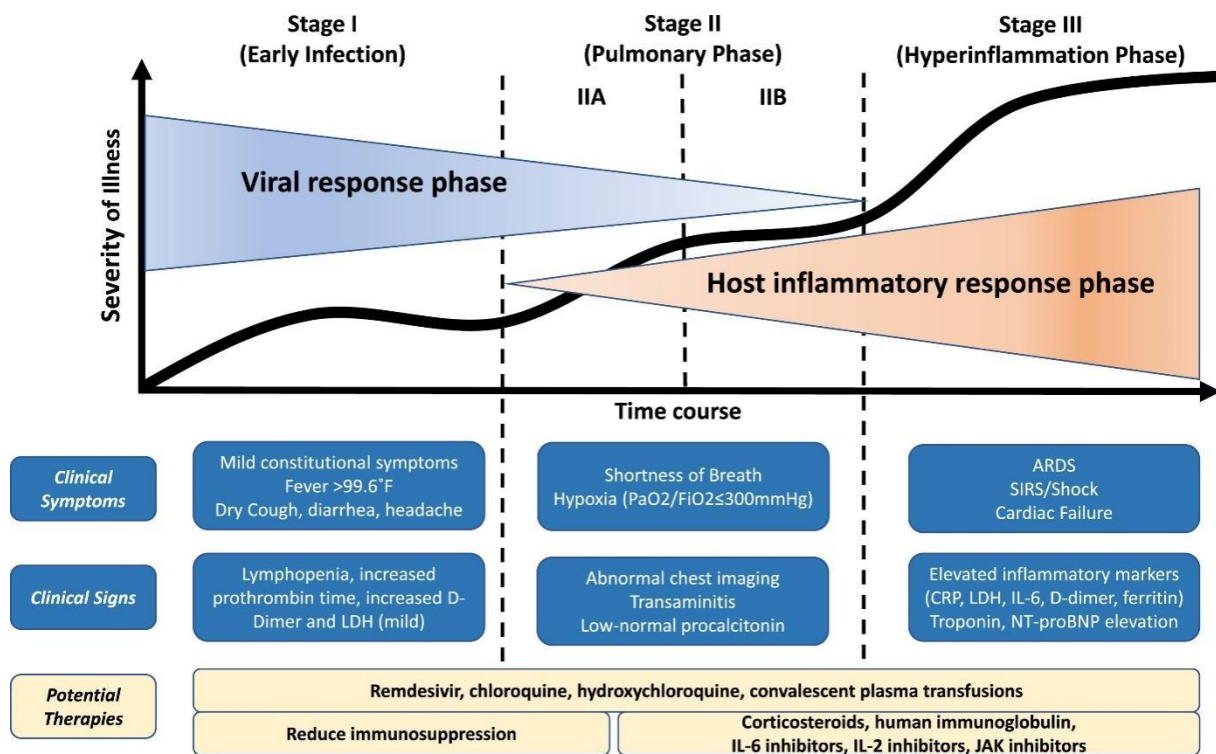 Stage I
(Early Infection)
Stage II
(Pulmonary Phase)
Stage III
(Hyperinflammation Phase)
IIA
IIB
Severity of Illness
Viral response phase
Host inflammatory response phase
Time course
Clinical
Symptoms
Mild constitutional symptoms
Fever >99.6˚F
Dry Cough, diarrhea, headache
Shortness of Breath
Hypoxia (PaO2/FiO2≤300mmHg)
ARDS
SIRS/Shock
Cardiac Failure
Clinical Signs
Lymphopenia, increased
prothrombin time, increased D-
Dimer and LDH (mild)
Abnormal chest imaging
Transaminitis
Low-normal procalcitonin
Elevated inflammatory markers
(CRP, LDH, IL-6, D-dimer, ferritin)
Troponin, NT-proBNP elevation
Potential
Therapies
Remdesivir, chloroquine, hydroxychloroquine, convalescent plasma transfusions
Reduce immunosuppression
Corticosteroids, human immunoglobulin,
IL-6 inhibitors, IL-2 inhibitors, JAK inhibitors